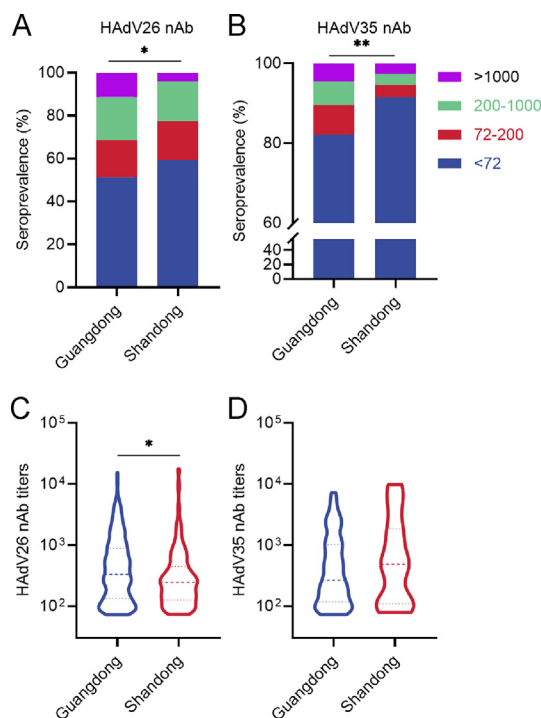 A
HAdV26 nAb
*
Seroprevalence (%)
100
80
60
40
20
0
Guangdong
Shandong
B
HAdV35 nAb
**
Seroprevalence (%)
100
80
60
40
20
0
Guangdong
Shandong
>1000
200-1000
72-200
<72
C
*
HAdV26 nAb titers
10⁵
10⁴
10³
10²
Guangdong
Shandong
D
HAdV35 nAb titers
10⁵
10⁴
10³
10²
Guangdong
Shandong